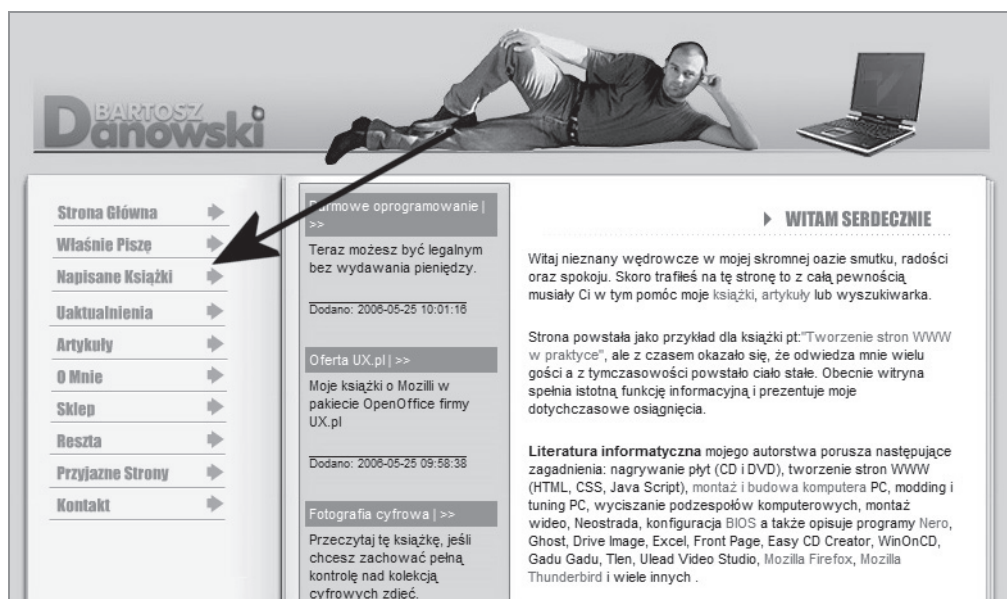 BARTOSZ
Danowski
Strona Główna
Właśnie Piszę
Napisane Książki
Uaktualnienia
Artykuły
O Mnie
Sklep
Reszta
Przyjazne Strony
Kontakt
Darmowe oprogramowanie |
>>
Teraz możesz być legalnym
bez wydawania pieniędzy.
Dodano: 2006-05-25 10:01:16
Oferta UX.pl | >>
Moje książki o Mozilli w
pakiecie OpenOffice firmy
UX.pl
Dodano: 2006-05-25 09:58:38
Fotografia cyfrowa | >>
Przeczytaj tę książkę, jeśli
chcesz zachować pełną
kontrolę nad kolekcją
cyfrowych zdjęć.
WITAM SERDECZNIE
Witaj nieznany wędrowcze w mojej skromnej oazie smutku, radości
oraz spokoju. Skoro trafiłeś na tę stronę to z całą pewnością
musiały Ci w tym pomóc moje książki, artykuły lub wyszukiwarka.
Strona powstała jako przykład dla książki pt:"Tworzenie stron WWW
w praktyce", ale z czasem okazało się, że odwiedza mnie wielu
gości a z tymczasowości powstało ciało stałe. Obecnie witryna
spełnia istotną funkcję informacyjną i prezentuje moje
dotychczasowe osiągnięcia.
Literatura informatyczna mojego autorstwa porusza następujące
zagadnienia: nagrywanie płyt (CD i DVD), tworzenie stron WWW
(HTML, CSS, Java Script), montaż i budowa komputera PC, modding i
tuning PC, wyciszanie podzespołów komputerowych, montaż
wideo, Neostrada, konfiguracja BIOS a także opisuje programy Nero,
Ghost, Drive Image, Excel, Front Page, Easy CD Creator, WinOnCD,
Gadu Gadu, Tlen, Ulead Video Studio, Mozilla Firefox, Mozilla
Thunderbird i wiele innych .